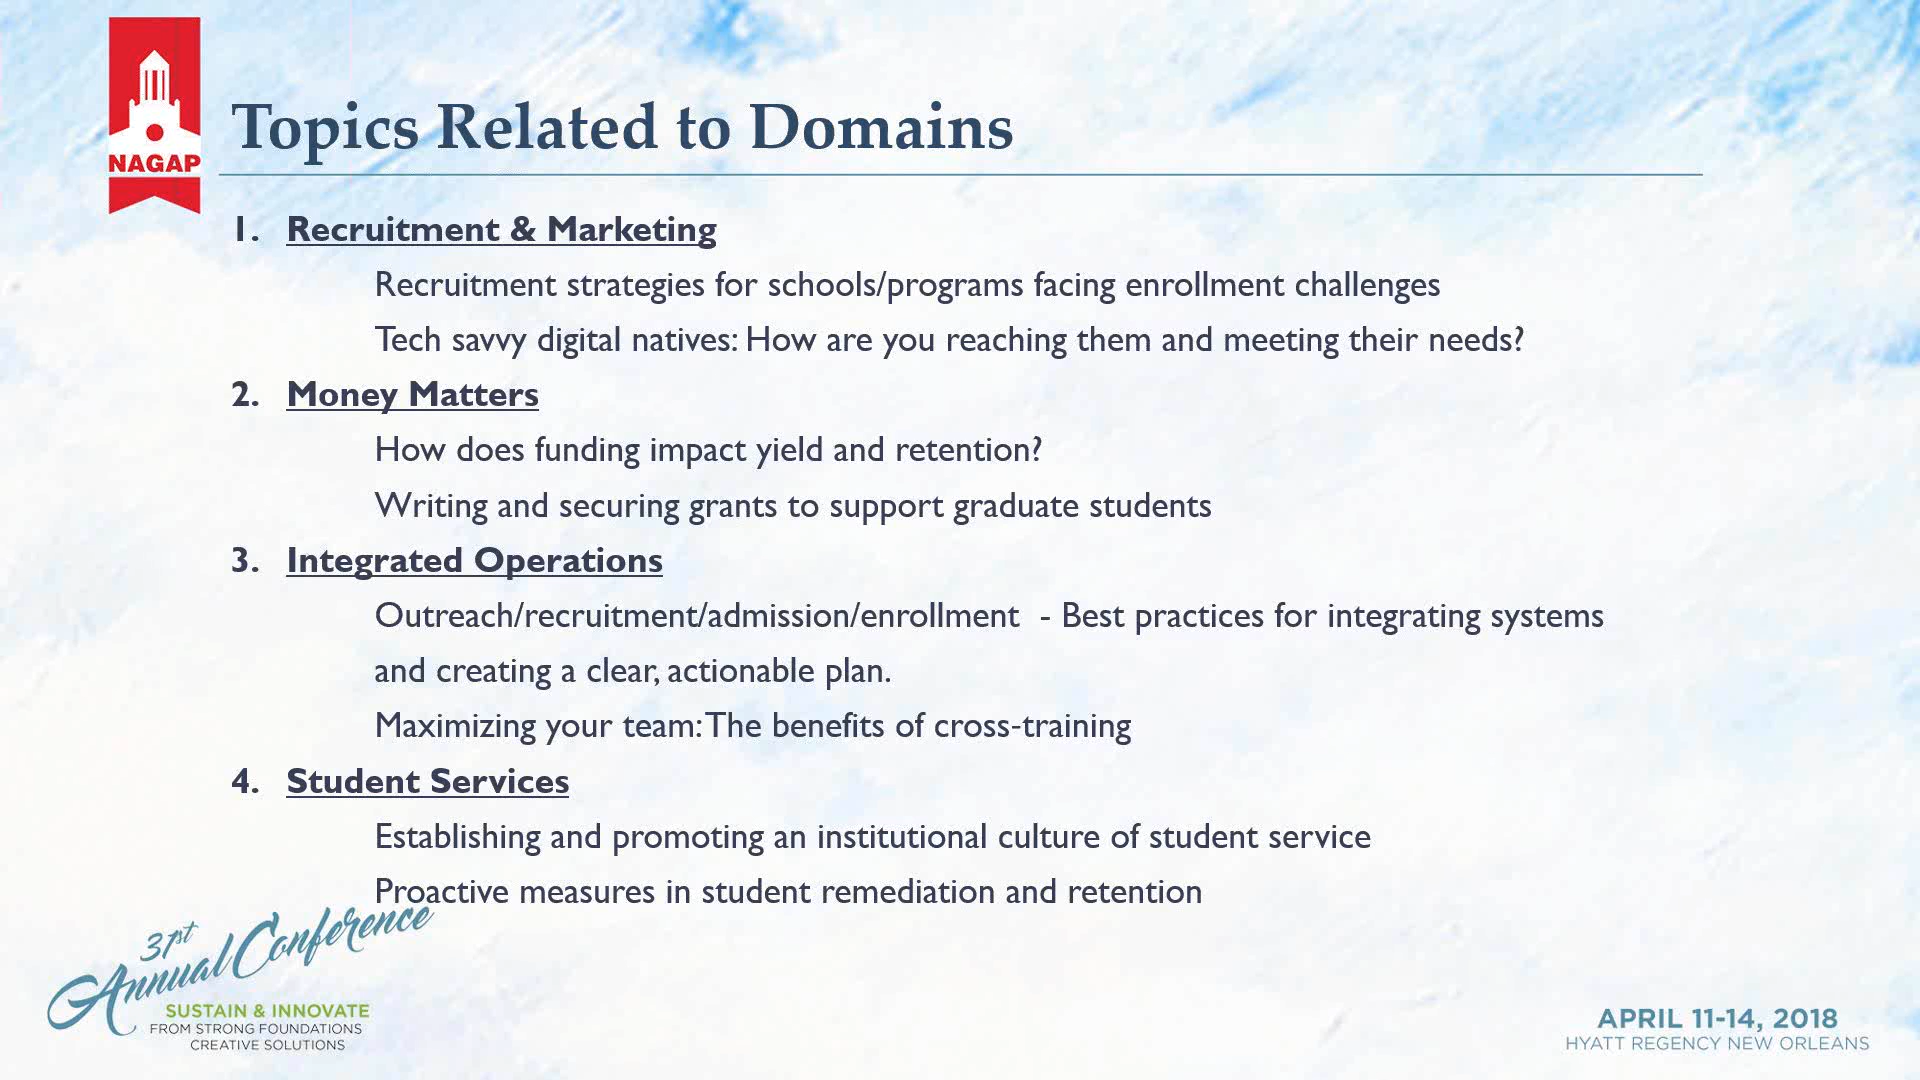 NAGAP
Topics Related to Domains
1. Recruitment & Marketing
Recruitment strategies for schools/programs facing enrollment challenges
Tech savvy digital natives: How are you reaching them and meeting their needs?
2. Money Matters
How does funding impact yield and retention?
Writing and securing grants to support graduate students
3. Integrated Operations
Outreach/recruitment/admission/enrollment - Best practices for integrating systems
and creating a clear, actionable plan.
Maximizing your team: The benefits of cross-training
4. Student Services
Establishing and promoting an institutional culture of student service
Proactive measures in student remediation and retention
31st
Annual Conference
SUSTAIN & INNOVATE
FROM STRONG FOUNDATIONS
CREATIVE SOLUTIONS
APRIL 11-14, 2018
HYATT REGENCY NEW ORLEANS